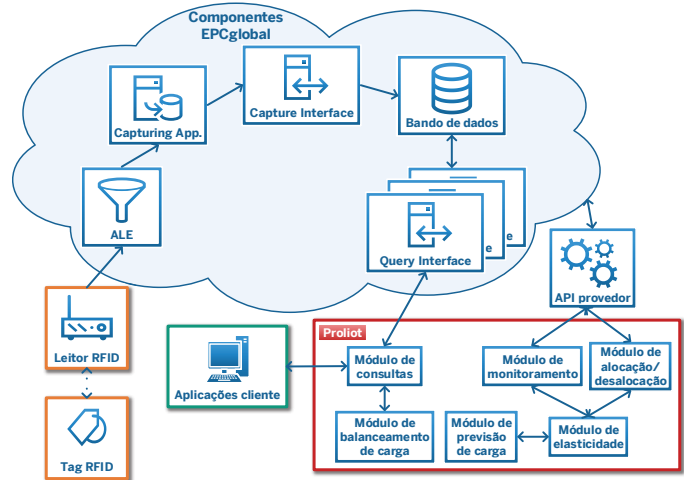 Componentes
EPCglobal
Capturing App.
Capture Interface
Bando de dados
ALE
e
e
Query Interface
API provedor
Leitor RFID
Aplicações cliente
Tag RFID
Proliot
Módulo de
consultas
Módulo de
monitoramento
Módulo de
alocação/
desalocação
Módulo de
balanceamento
de carga
Módulo de
previsão
de carga
Módulo de
elasticidade